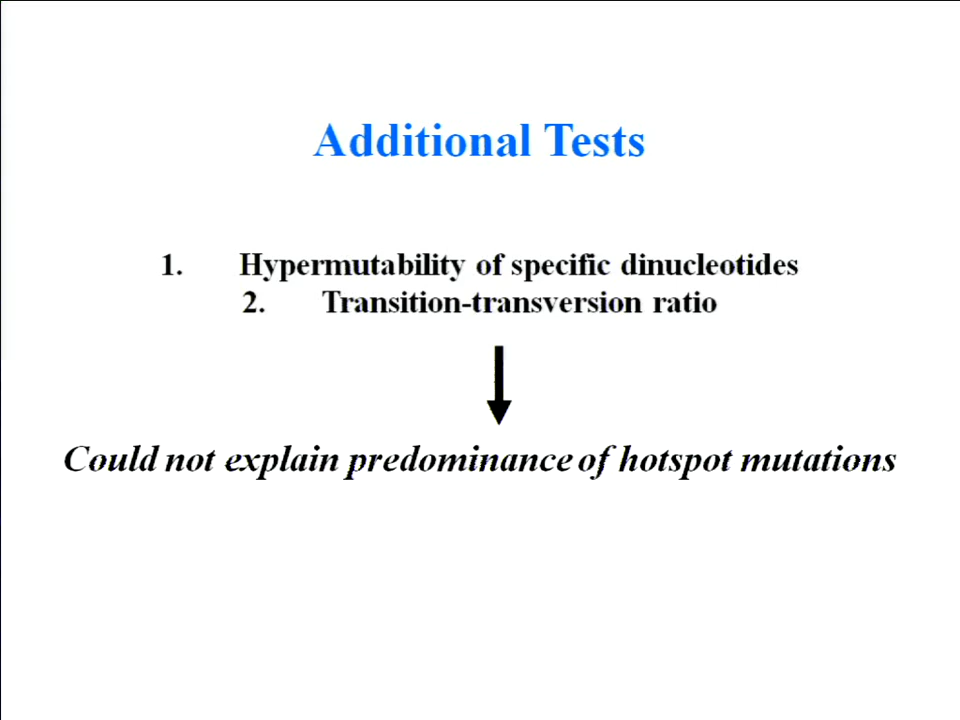 Additional Tests
1. Hypermutability of specific dinucleotides
2. Transition-transversion ratio
Could not explain predominance of hotspot mutations